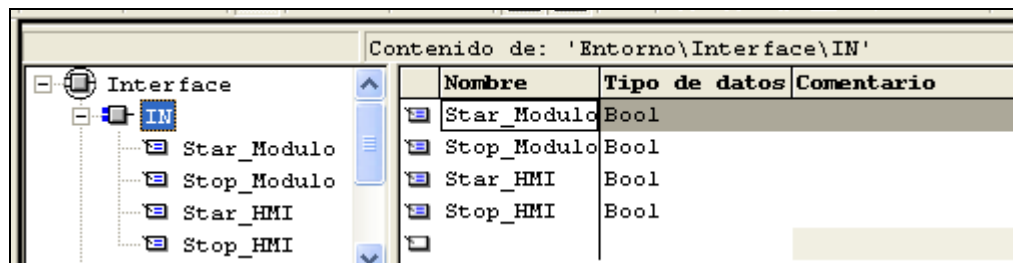 Contenido de: 'Entorno\Interface\IN'
Interface
IN
Star_Modulo
Stop_Modulo
Star_HMI
Stop_HMI
Nombre Tipo de datos Comentario
Star_Modulo Bool
Stop_Modulo Bool
Star_HMI Bool
Stop_HMI Bool